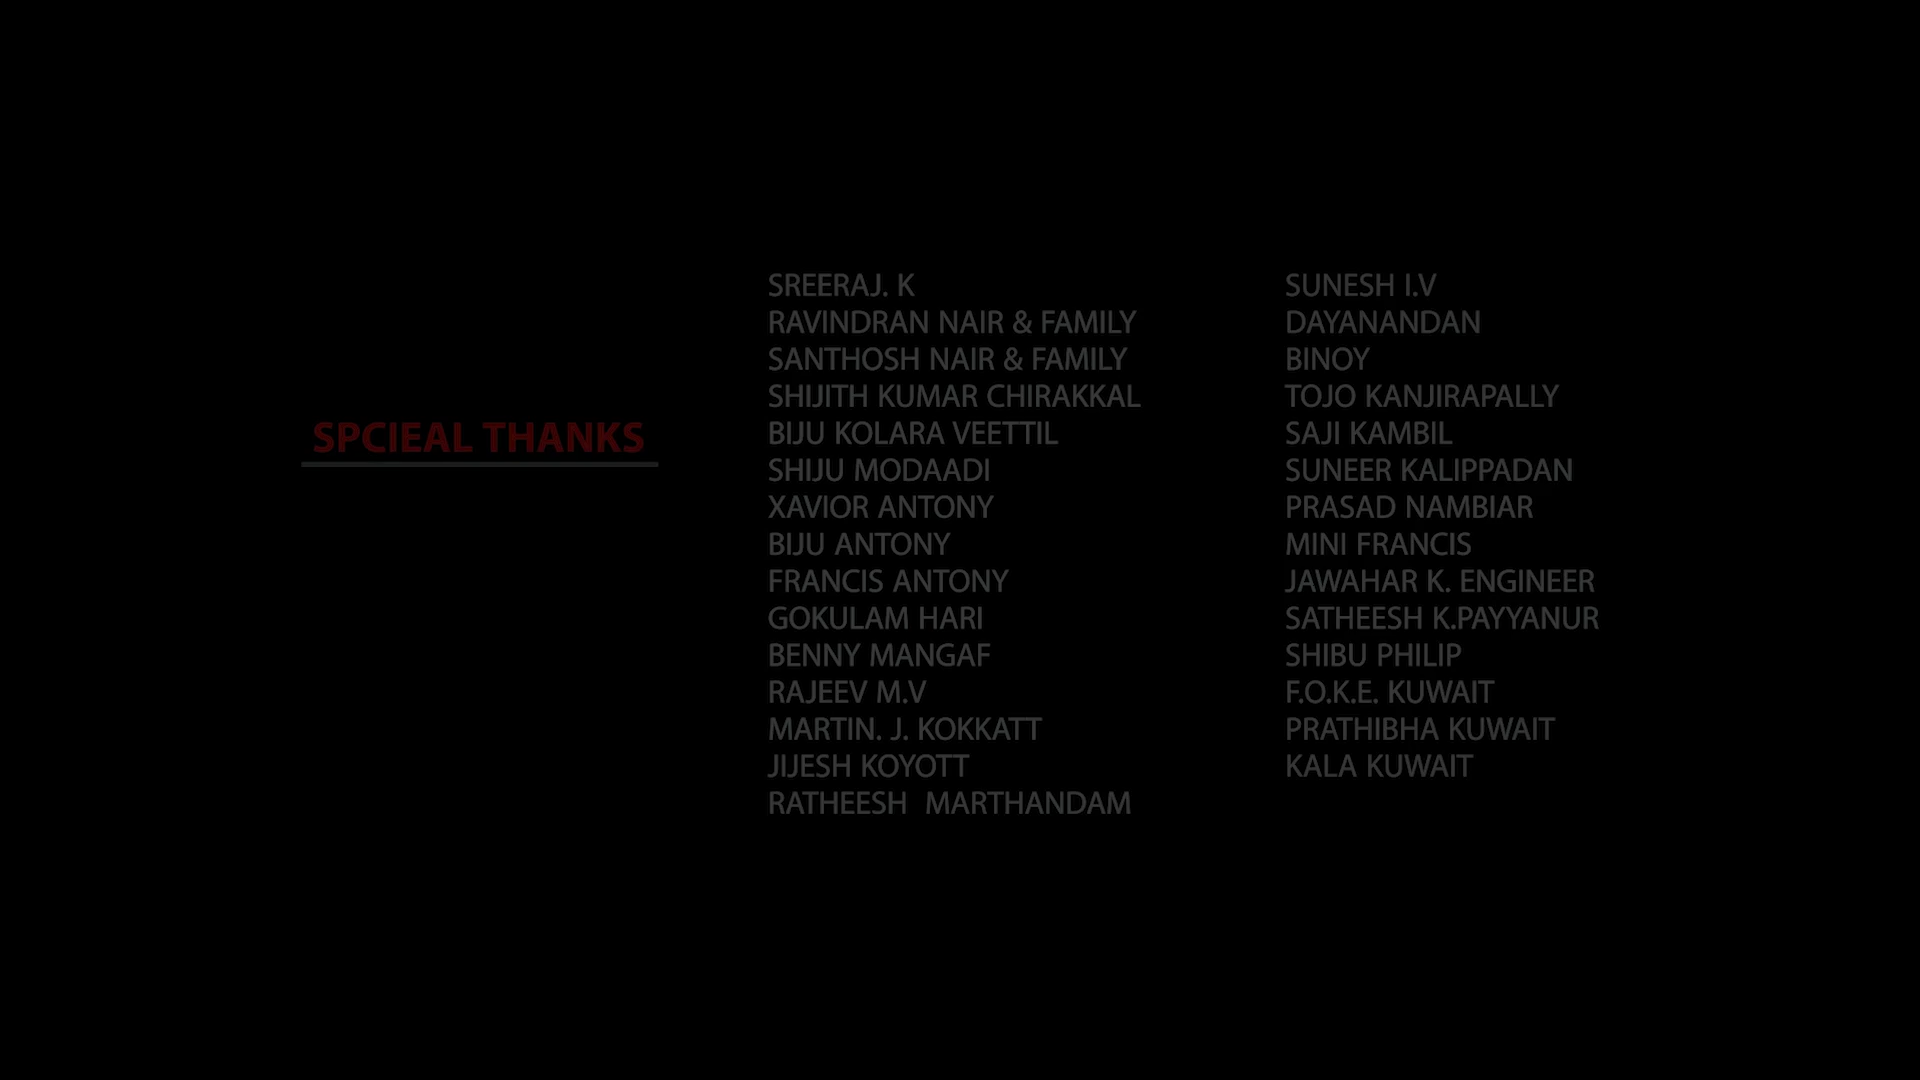 SPCIEAL THANKS
SREERAJ. K
RAVINDRAN NAIR & FAMILY
SANTHOSH NAIR & FAMILY
SHIJITH KUMAR CHIRAKKAL
BIJU KOLARA VEETTIL
SHIJU MODAADI
XAVIOR ANTONY
BIJU ANTONY
FRANCIS ANTONY
GOKULAM HARI
BENNY MANGAF
RAJEEV M.V
MARTIN. J. KOKKATT
JIJESH KOYOTT
RATHEESH  MARTHANDAM
SUNESH I.V
DAYANANDAN
BINOY
TOJO KANJIRAPALLY
SAJI KAMBIL
SUNEER KALIPPADAN
PRASAD NAMBIAR
MINI FRANCIS
JAWAHAR K. ENGINEER
SATHEESH K.PAYYANUR
SHIBU PHILIP
F.O.K.E. KUWAIT
PRATHIBHA KUWAIT
KALA KUWAIT